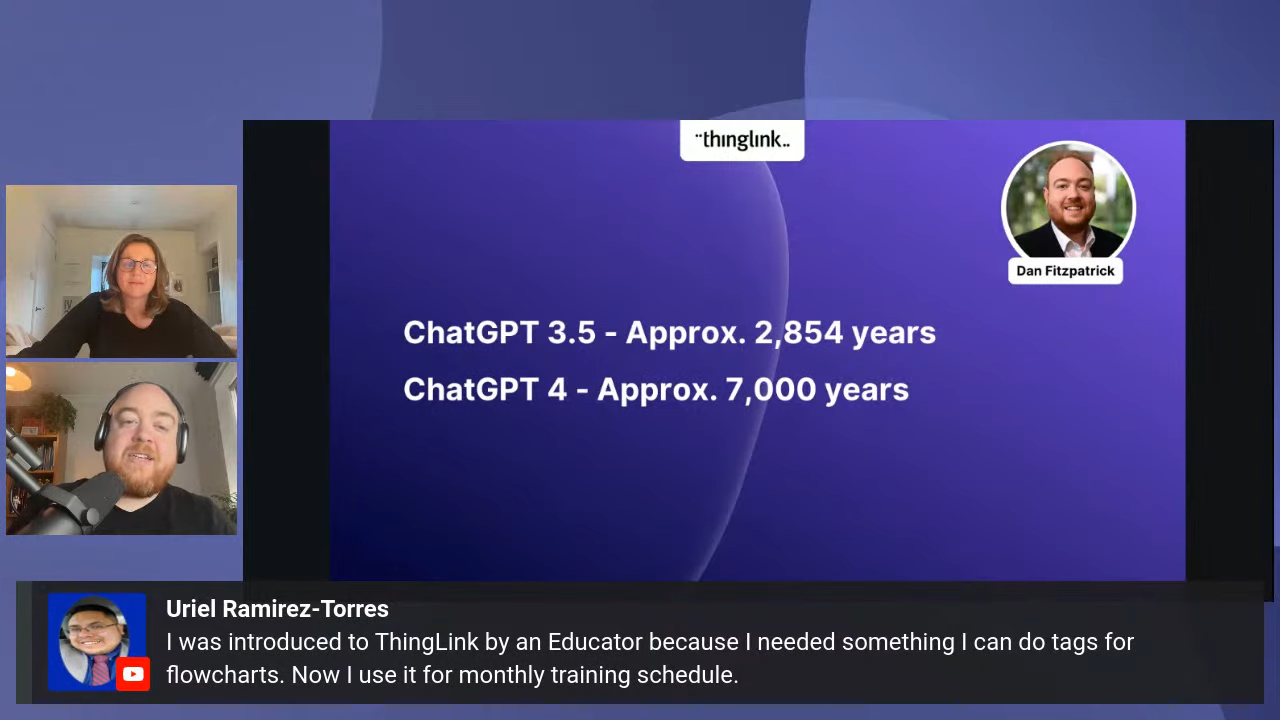 ¨thınglınk..
Dan Fitzpatrick
ChatGPT 3.5 - Approx. 2,854 years
ChatGPT 4 - Approx. 7,000 years
Uriel Ramirez-Torres
I was introduced to ThingLink by an Educator because I needed something I can do tags for
flowcharts. Now I use it for monthly training schedule.